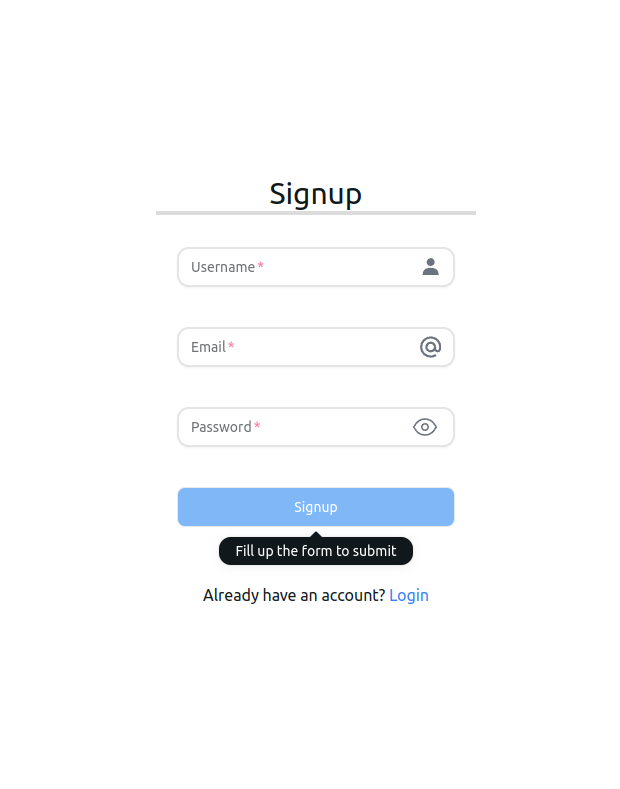 Signup
Username *
Email *
Password *
Signup
Fill up the form to submit
Already have an account? Login